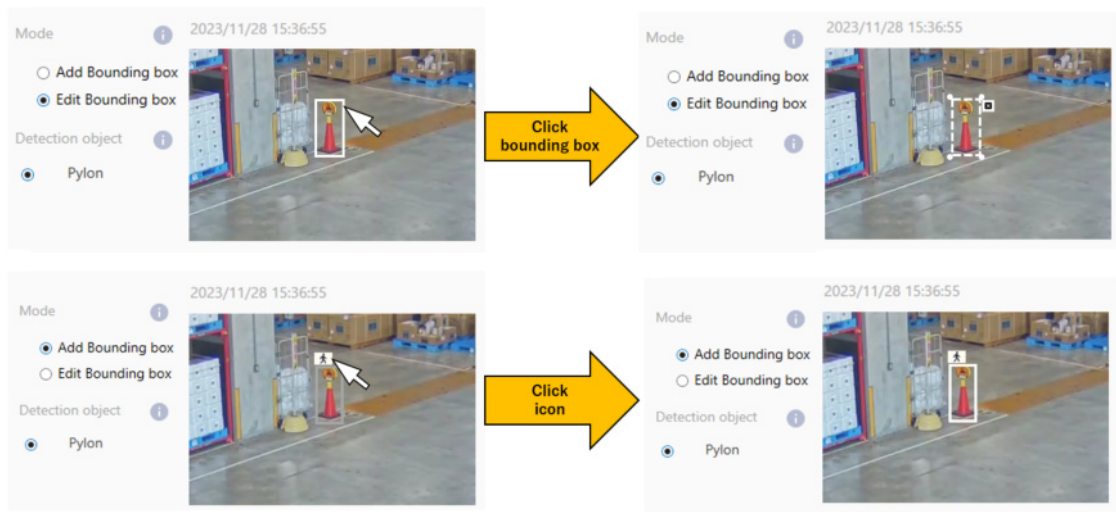 Mode
2023/11/28 15:36:55
Add Bounding box
Edit Bounding box
Detection object
Pylon
Click
bounding box
Mode
2023/11/28 15:36:55
Add Bounding box
Edit Bounding box
Detection object
Pylon
Mode
2023/11/28 15:36:55
Add Bounding box
Edit Bounding box
Detection object
Pylon
Click
icon
Mode
2023/11/28 15:36:55
Add Bounding box
Edit Bounding box
Detection object
Pylon